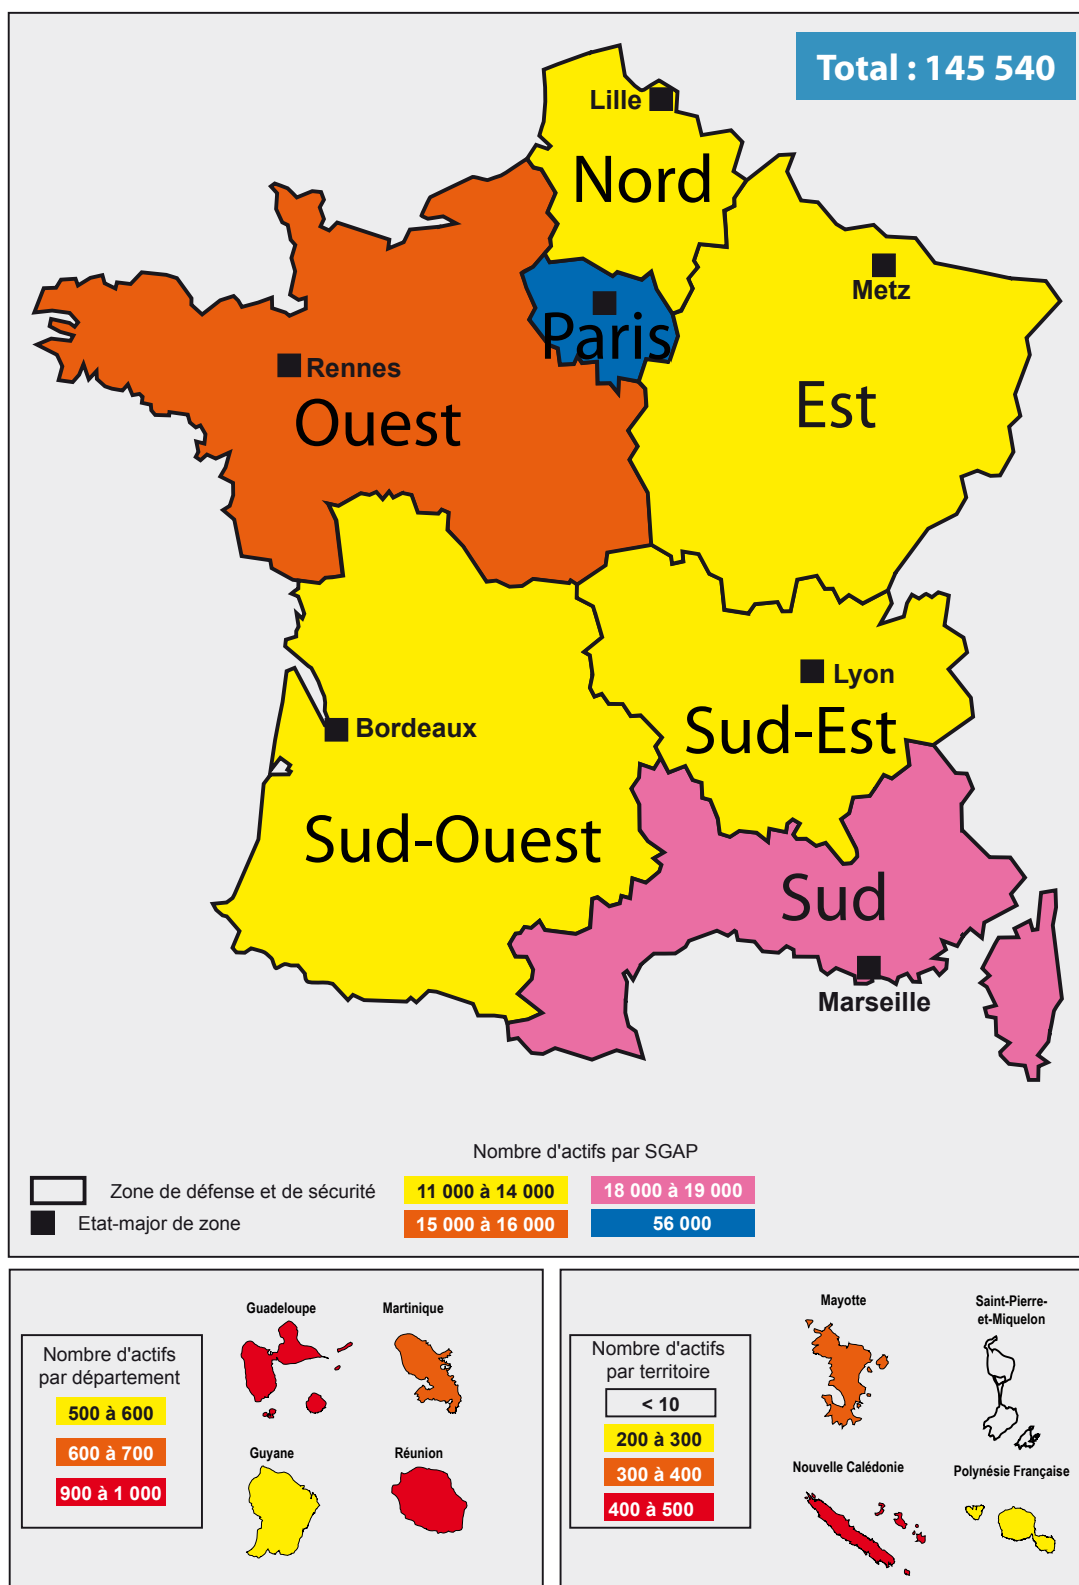 Total : 145 540
Lille
Nord
Metz
Paris
Rennes
Est
Ouest
Lyon
Sud-Est
Bordeaux
Sud-Ouest
Sud
Marseille
Nombre d'actifs par SGAP
Zone de défense et de sécurité
11 000 à 14 000
18 000 à 19 000
Etat-major de zone
15 000 à 16 000
56 000
Guadeloupe
Martinique
Nombre d'actifs
par département
500 à 600
600 à 700
900 à 1 000
Guyane
Réunion
Mayotte
Saint-Pierre-
et-Miquelon
Nombre d'actifs
par territoire
< 10
200 à 300
300 à 400
400 à 500
Nouvelle Calédonie
Polynésie Française